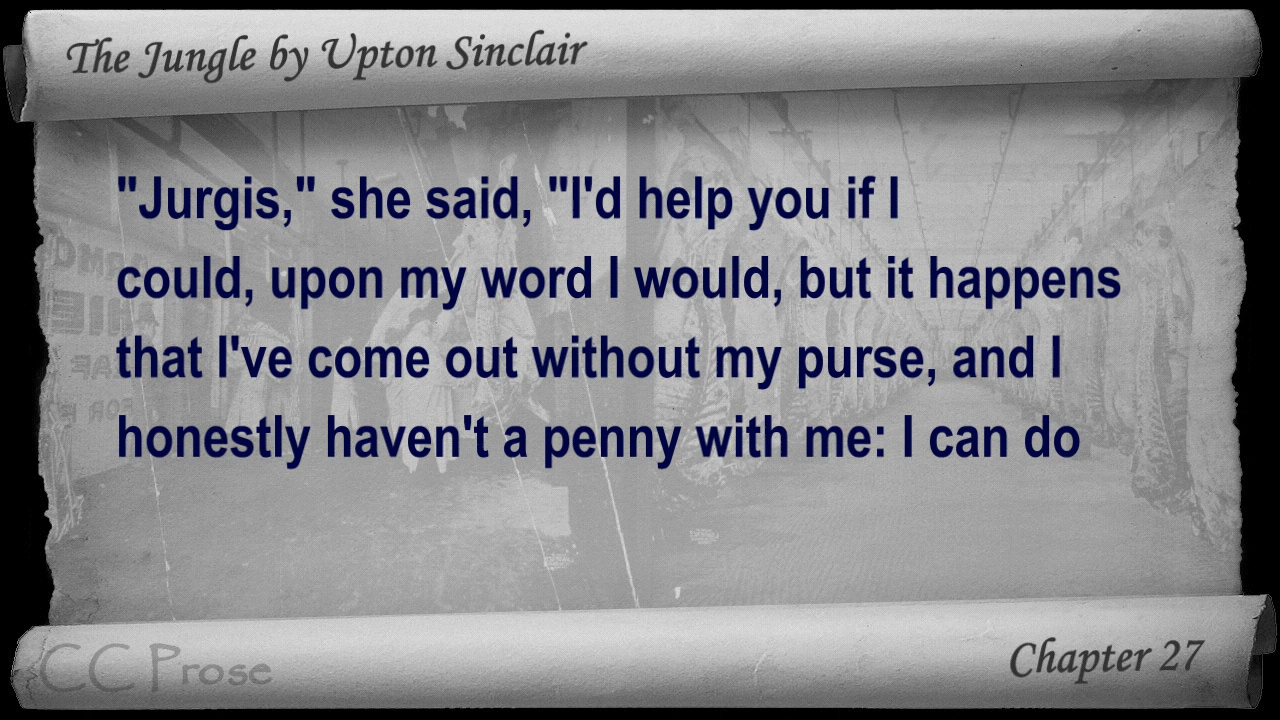 The Jungle by Upton Sinclair
"Jurgis," she said, "I'd help you if I
could, upon my word I would, but it happens
that I've come out without my purse, and I
honestly haven't a penny with me: I can do
CC Prose
Chapter 27